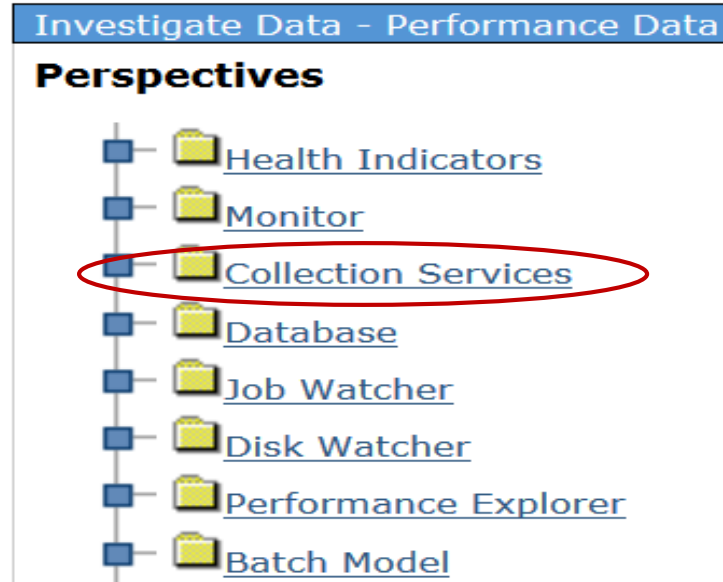 Investigate Data - Performance Data
Perspectives
Health Indicators
Monitor
Collection Services
Database
Job Watcher
Disk Watcher
Performance Explorer
Batch Model